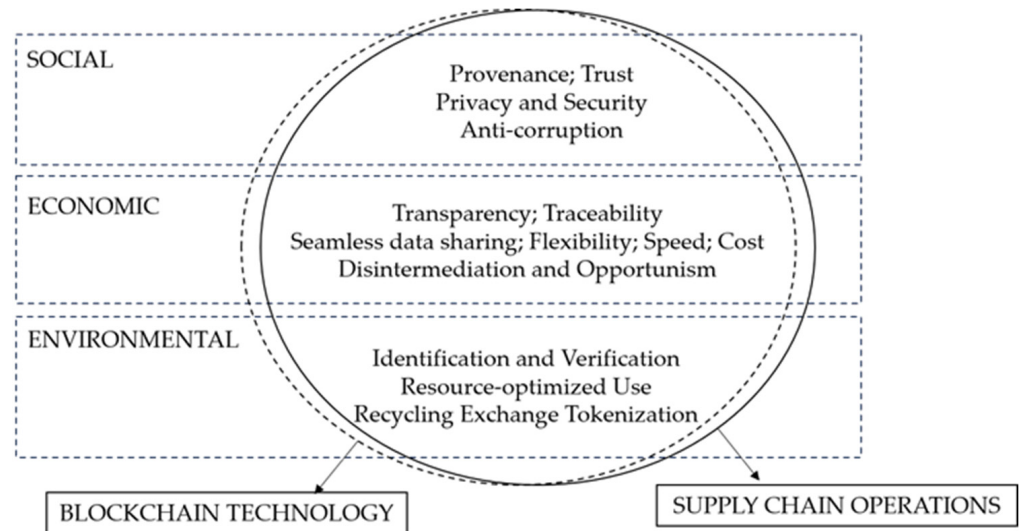 SOCIAL
Provenance; Trust
Privacy and Security
Anti-corruption
ECONOMIC
Transparency; Traceability
Seamless data sharing; Flexibility; Speed; Cost
Disintermediation and Opportunism
ENVIRONMENTAL
Identification and Verification
Resource-optimized Use
Recycling Exchange Tokenization
BLOCKCHAIN TECHNOLOGY
SUPPLY CHAIN OPERATIONS